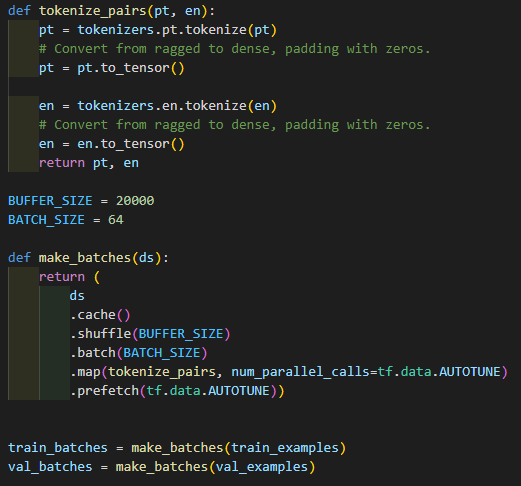 def tokenize_pairs(pt, en):
    pt = tokenizers.pt.tokenize(pt)
    # Convert from ragged to dense, padding with zeros.
    pt = pt.to_tensor()

    en = tokenizers.en.tokenize(en)
    # Convert from ragged to dense, padding with zeros.
    en = en.to_tensor()
    return pt, en

BUFFER_SIZE = 20000
BATCH_SIZE = 64

def make_batches(ds):
    return (
        ds
        .cache()
        .shuffle(BUFFER_SIZE)
        .batch(BATCH_SIZE)
        .map(tokenize_pairs, num_parallel_calls=tf.data.AUTOTUNE)
        .prefetch(tf.data.AUTOTUNE))


train_batches = make_batches(train_examples)
val_batches = make_batches(val_examples)